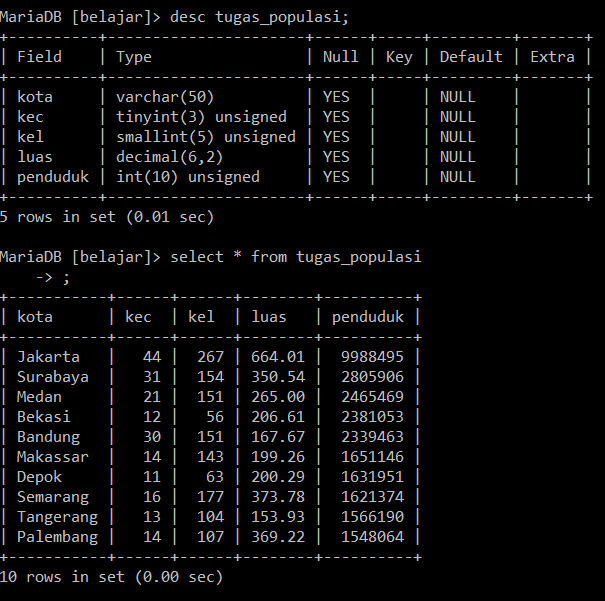 MariaDB [belajar]> desc tugas_populasi;
+----------+----------------------+------+-----+---------+-------+
| Field    | Type                 | Null | Key | Default | Extra |
+----------+----------------------+------+-----+---------+-------+
| kota     | varchar(50)          | YES  |     | NULL    |       |
| kec      | tinyint(3) unsigned  | YES  |     | NULL    |       |
| kel      | smallint(5) unsigned | YES  |     | NULL    |       |
| luas     | decimal(6,2)         | YES  |     | NULL    |       |
| penduduk | int(10) unsigned     | YES  |     | NULL    |       |
+----------+----------------------+------+-----+---------+-------+
5 rows in set (0.01 sec)

MariaDB [belajar]> select * from tugas_populasi
    -> ;
+-----------+------+------+--------+----------+
| kota      | kec  | kel  | luas   | penduduk |
+-----------+------+------+--------+----------+
| Jakarta   |   44 |  267 | 664.01 |  9988495 |
| Surabaya  |   31 |  154 | 350.54 |  2805906 |
| Medan     |   21 |  151 | 265.00 |  2465469 |
| Bekasi    |   12 |   56 | 206.61 |  2381053 |
| Bandung   |   30 |  151 | 167.67 |  2339463 |
| Makassar  |   14 |  143 | 199.26 |  1651146 |
| Depok     |   11 |   63 | 200.29 |  1631951 |
| Semarang  |   16 |  177 | 373.78 |  1621374 |
| Tangerang |   13 |  104 | 153.93 |  1566190 |
| Palembang |   14 |  107 | 369.22 |  1548064 |
+-----------+------+------+--------+----------+
10 rows in set (0.00 sec)